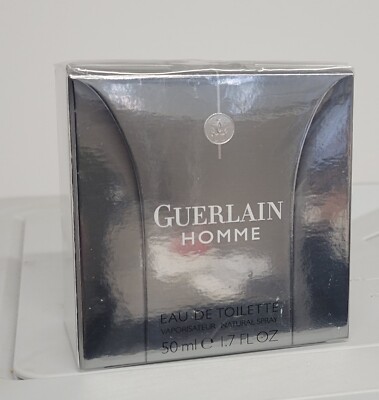 GUERLAIN
HOMME
EAU DE TOILETTE
VAPORISATEUR NATURAL SPRAY
50 ml ℮ 1.7 FL OZ